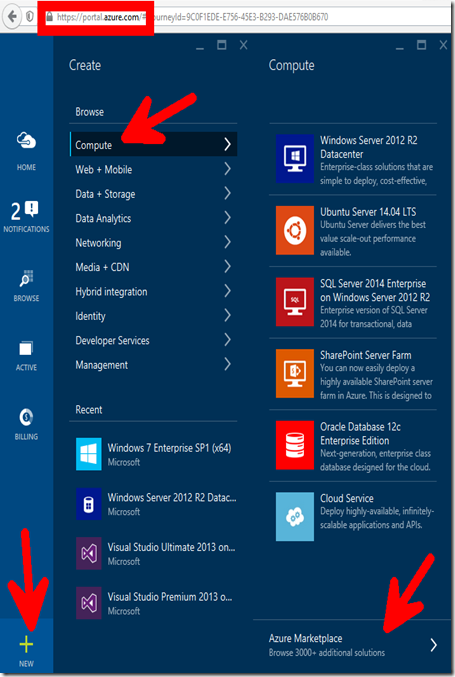 https://portal.azure.com/#journeyId=9C0F1EDE-E756-45E3-B293-DAE576B0B670
Create
Browse
Compute
Web + Mobile
Data + Storage
Data Analytics
Networking
Media + CDN
Hybrid integration
Identity
Developer Services
Management
Recent
Windows 7 Enterprise SP1 (x64)
Microsoft
Windows Server 2012 R2 Datac...
Microsoft
Visual Studio Ultimate 2013 on...
Microsoft
Visual Studio Premium 2013 o...
Microsoft
HOME
2
NOTIFICATIONS
BROWSE
ACTIVE
BILLING
NEW
Compute
Windows Server 2012 R2
Datacenter
Enterprise-class solutions that are
simple to deploy, cost-effective,
Ubuntu Server 14.04 LTS
Ubuntu Server delivers the best
value scale-out performance
available.
SQL
SQL Server 2014 Enterprise
on Windows Server 2012 R2
Enterprise version of SQL Server
2014 for transactional, data
SharePoint Server Farm
You can now easily deploy a
highly available SharePoint server
farm in Azure. This is designed to
Oracle Database 12c
Enterprise Edition
Next-generation, enterprise class
database designed for the cloud.
Cloud Service
Deploy highly-available, infinitely-
scalable applications and APIs.
Azure Marketplace
Browse 3000+ additional solutions